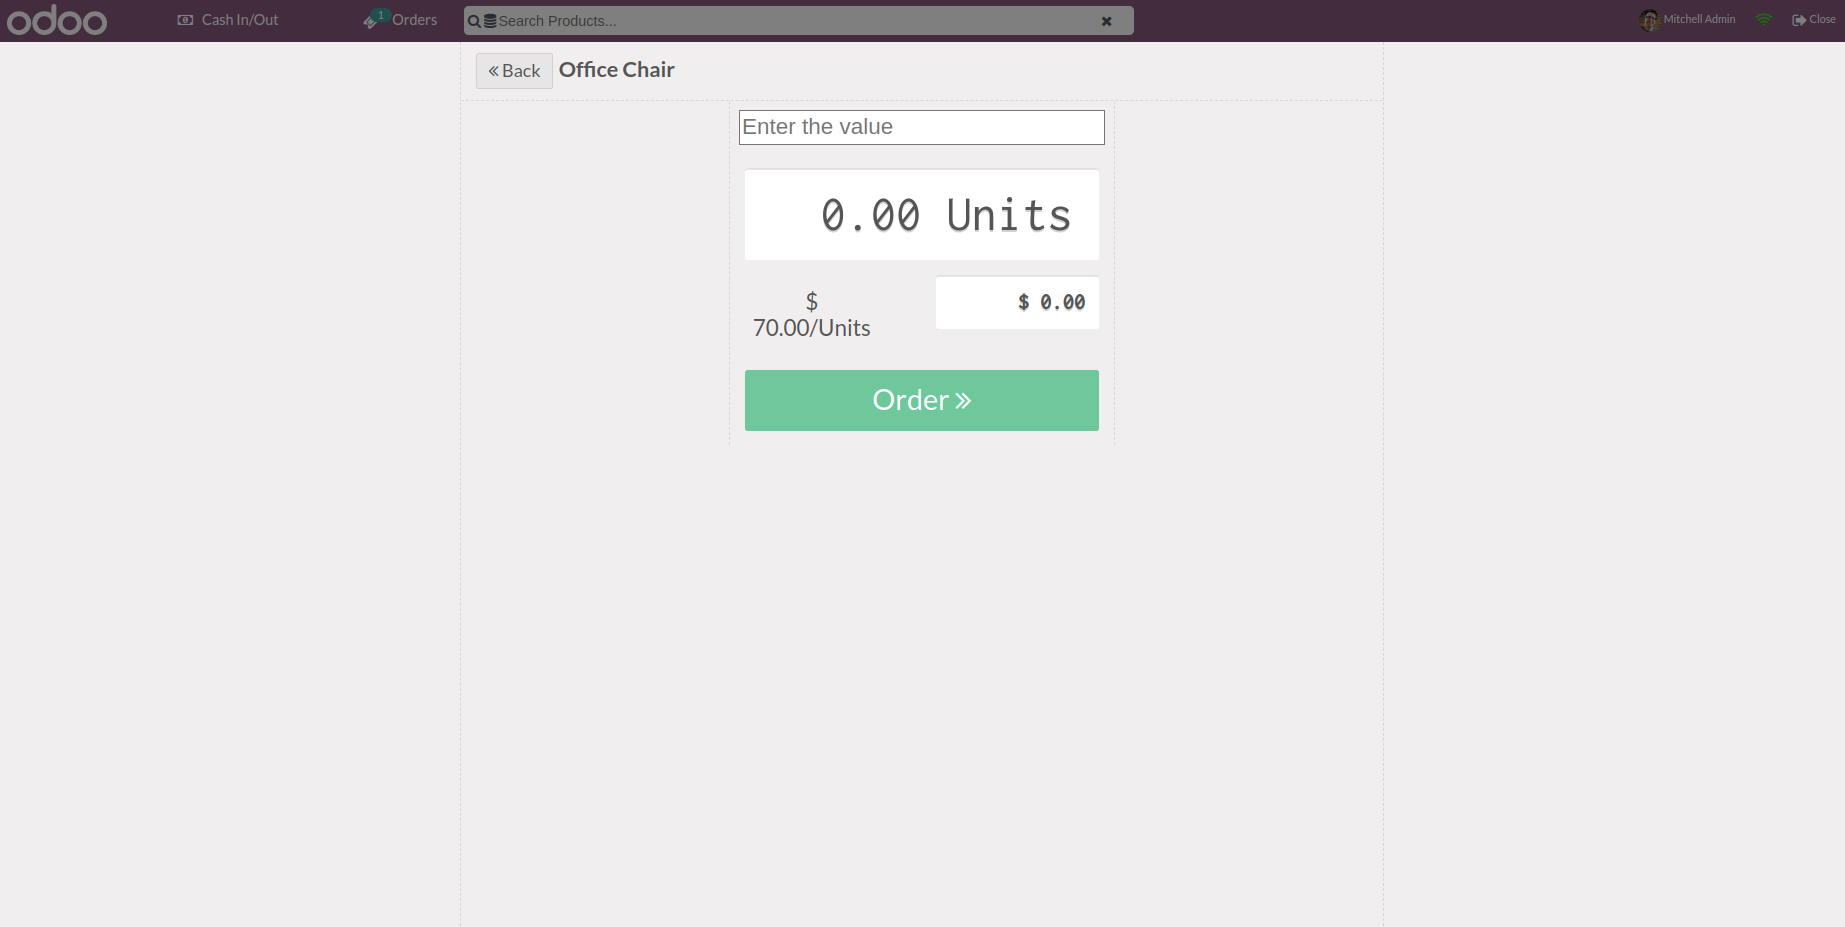 odoo
Cash In/Out
1
Orders
Search Products...
Mitchell Admin
Close
Back
Office Chair
Enter the value
0.00 Units
$
70.00/Units
$ 0.00
Order